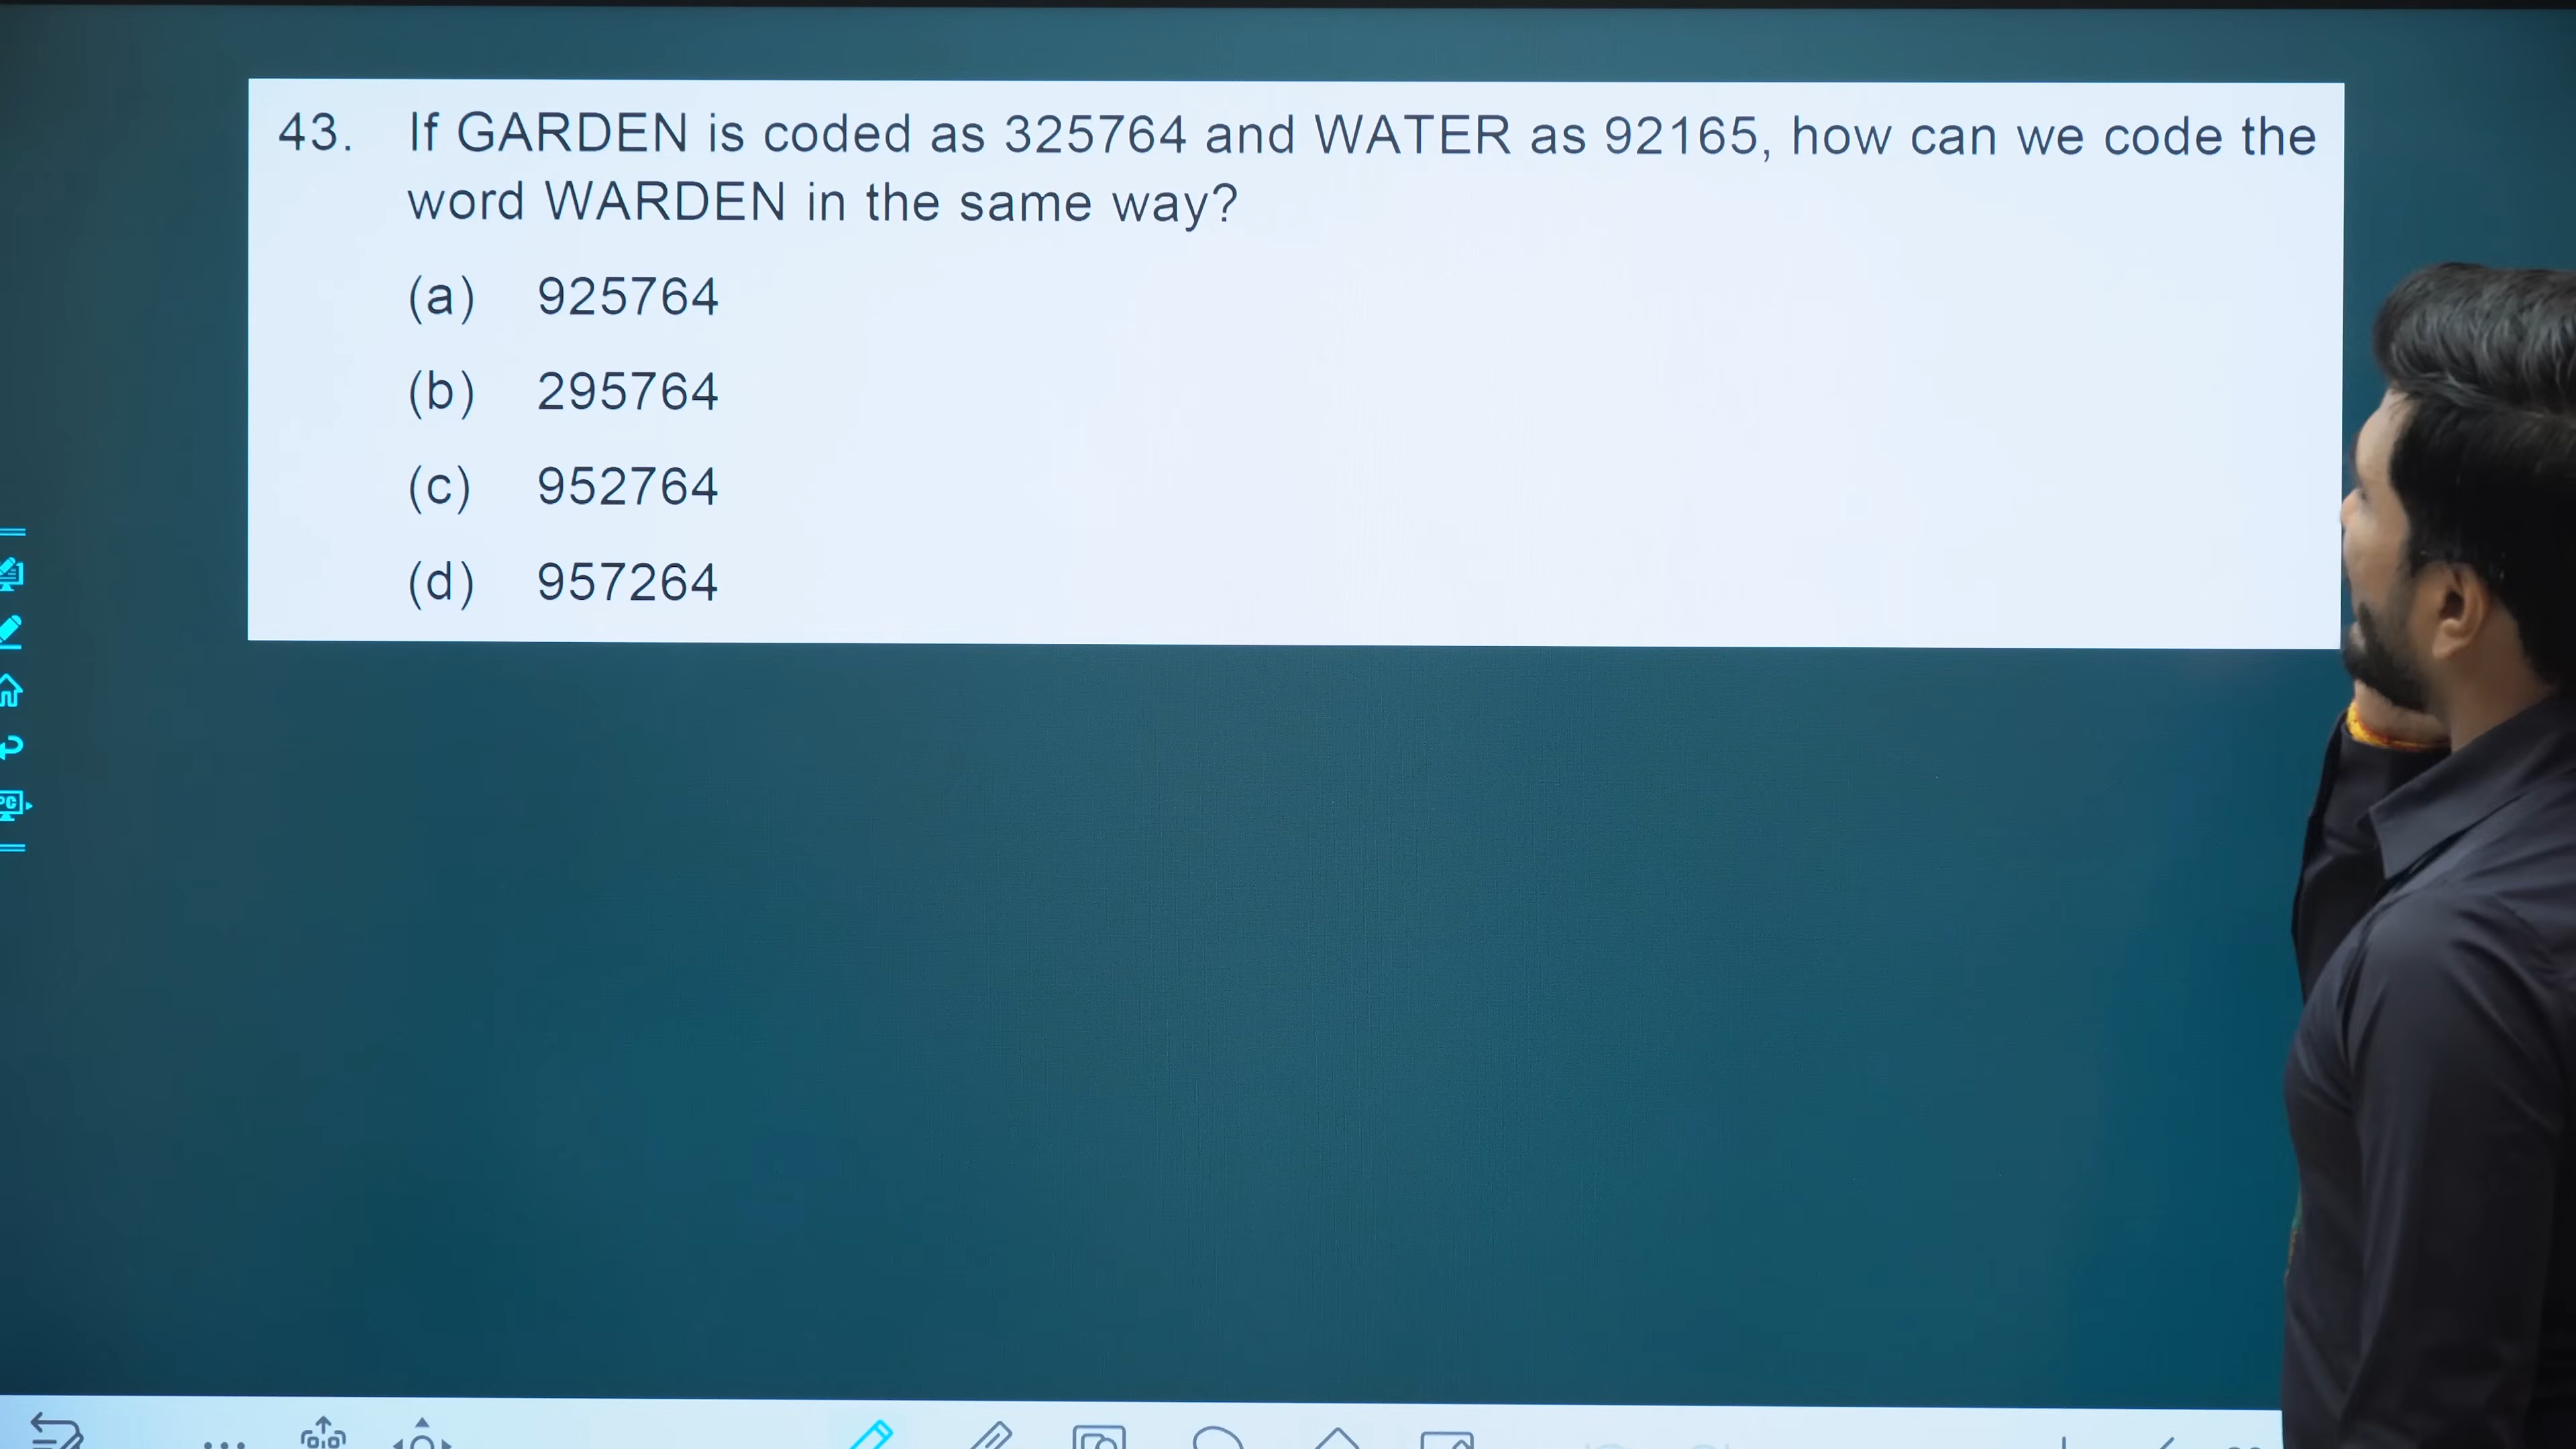 43. If GARDEN is coded as 325764 and WATER as 92165, how can we code the
word WARDEN in the same way?
(a) 925764
(b) 295764
(c) 952764
(d) 957264